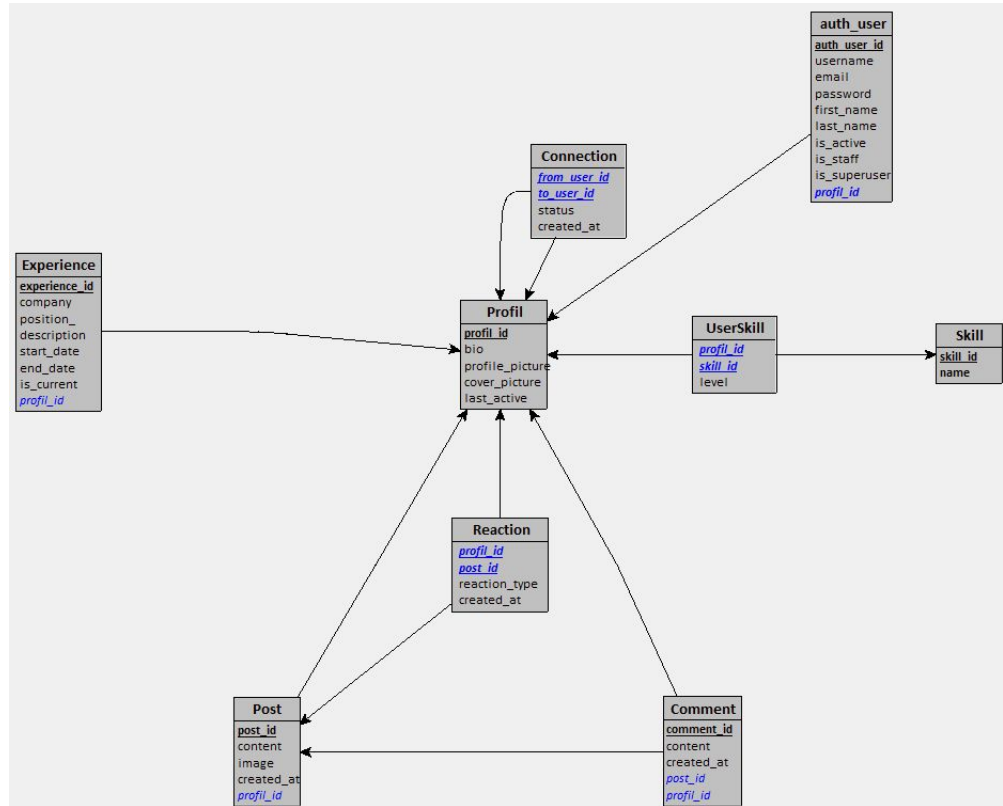 auth_user
auth_user_id
username
email
password
first_name
last_name
is_active
is_staff
is_superuser
profil_id
Connection
from_user_id
to_user_id
status
created_at
Experience
experience_id
company
position_
description
start_date
end_date
is_current
profil_id
Profil
profil_id
bio
profile_picture
cover_picture
last_active
UserSkill
profil_id
skill_id
level
Skill
skill_id
name
Reaction
profil_id
post_id
reaction_type
created_at
Post
post_id
content
image
created_at
profil_id
Comment
comment_id
content
created_at
post_id
profil_id